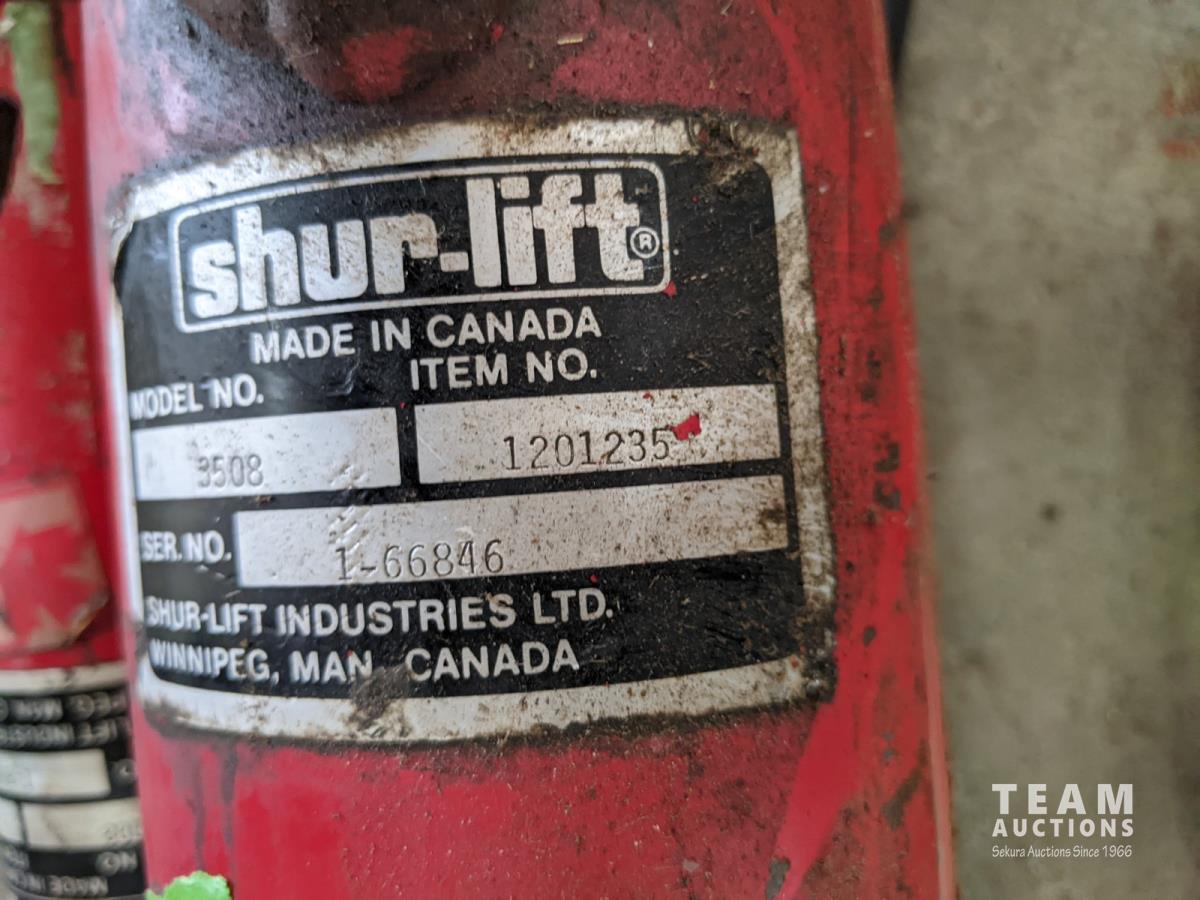 shur-lift®
MADE IN CANADA
MODEL NO. ITEM NO.
3508 1201235
SER. NO. 1-66846
SHUR-LIFT INDUSTRIES LTD.
WINNIPEG, MAN CANADA
TEAM
AUCTIONS
Sekura Auctions Since 1966